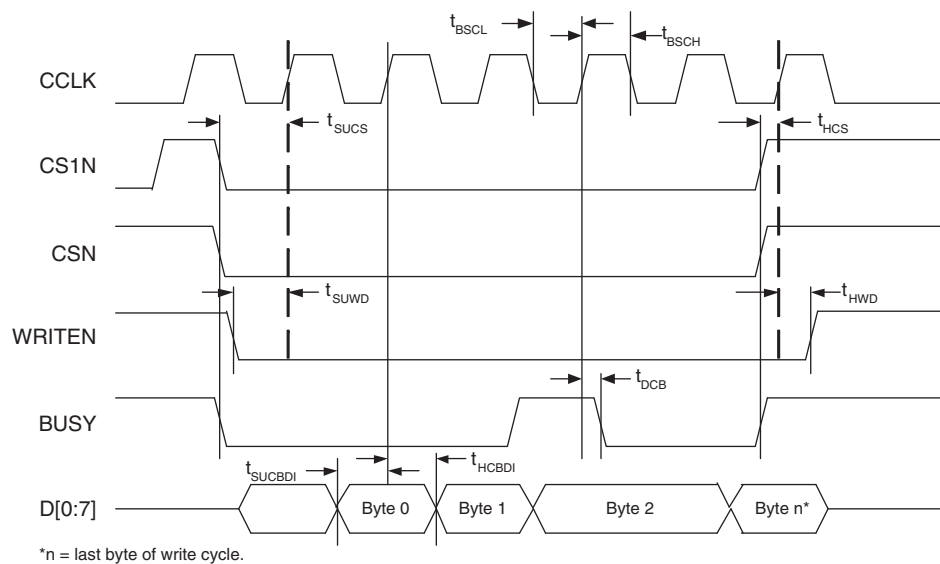 tBSCL
tBSCH
CCLK
tSUCS
tHCS
CS1N
CSN
tSUWD
tHWD
WRITEN
tDCB
BUSY
tSUCBDI
tHCBDI
D[0:7] Byte 0 Byte 1 Byte 2 Byte n*
*n = last byte of write cycle.